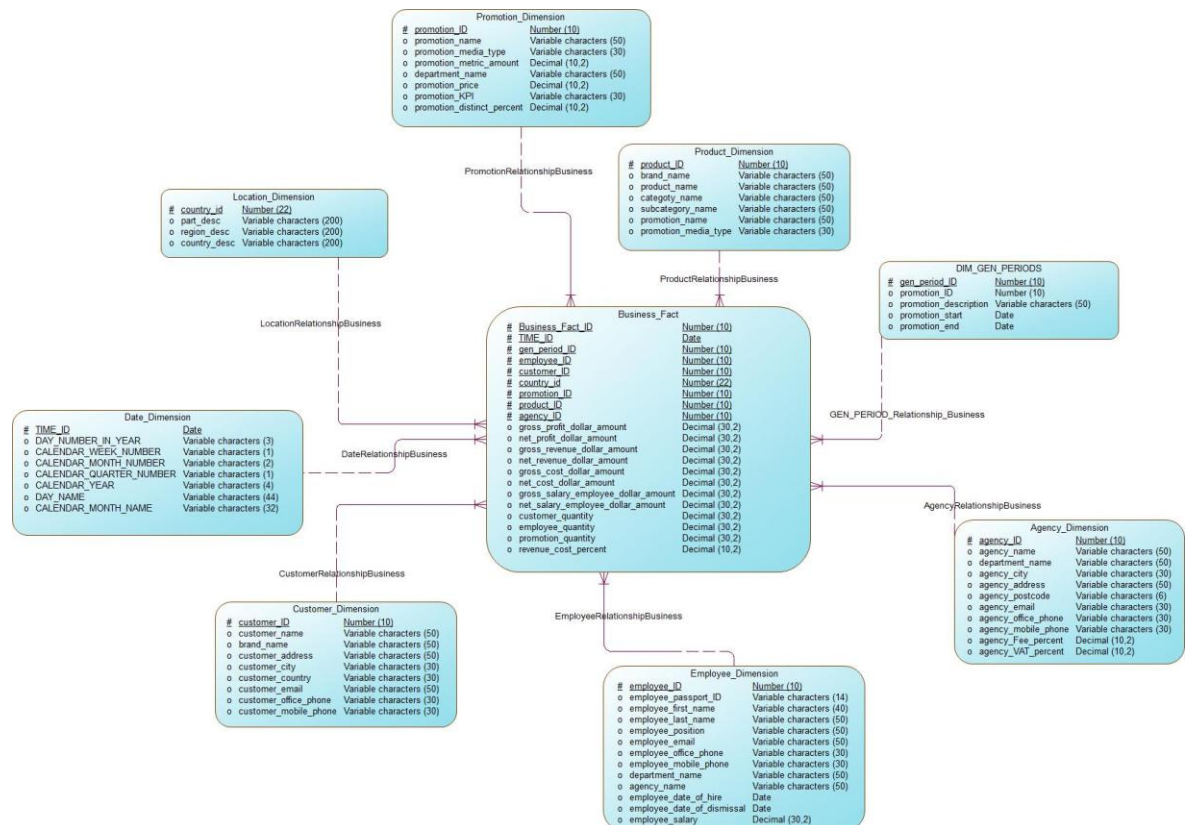 Promotion_Dimension
# promotion_ID Number (10)
o promotion_name Variable characters (50)
o promotion_media_type Variable characters (30)
o promotion_metric_amount Decimal (10,2)
o department_name Variable characters (50)
o promotion_price Decimal (10,2)
o promotion_KPI Variable characters (30)
o promotion_distinct_percent Decimal (10,2)
PromotionRelationshipBusiness
Product_Dimension
# product_ID Number (10)
o brand_name Variable characters (50)
o product_name Variable characters (50)
o categoty_name Variable characters (50)
o subcategory_name Variable characters (50)
o promotion_name Variable characters (50)
o promotion_media_type Variable characters (30)
ProductRelationshipBusiness
Location_Dimension
# country_id Number (22)
o part_desc Variable characters (200)
o region_desc Variable characters (200)
o country_desc Variable characters (200)
LocationRelationshipBusiness
DIM_GEN_PERIODS
# gen_period_ID Number (10)
o promotion_ID Number (10)
o promotion_description Variable characters (50)
o promotion_start Date
o promotion_end Date
GEN_PERIOD_Relationship_Business
Business_Fact
# Business_Fact_ID Number (10)
# TIME_ID Date
# gen_period_ID Number (10)
# employee_ID Number (10)
# customer_ID Number (10)
# country_id Number (22)
# promotion_ID Number (10)
# product_ID Number (10)
# agency_ID Number (10)
o gross_profit_dollar_amount Decimal (30,2)
o net_profit_dollar_amount Decimal (30,2)
o gross_revenue_dollar_amount Decimal (30,2)
o net_revenue_dollar_amount Decimal (30,2)
o gross_cost_dollar_amount Decimal (30,2)
o net_cost_dollar_amount Decimal (30,2)
o gross_salary_employee_dollar_amount Decimal (30,2)
o net_salary_employee_dollar_amount Decimal (30,2)
o customer_quantity Decimal (30,2)
o employee_quantity Decimal (30,2)
o promotion_quantity Decimal (30,2)
o revenue_cost_percent Decimal (10,2)
Date_Dimension
# TIME_ID Date
o DAY_NUMBER_IN_YEAR Variable characters (3)
o CALENDAR_WEEK_NUMBER Variable characters (1)
o CALENDAR_MONTH_NUMBER Variable characters (2)
o CALENDAR_QUARTER_NUMBER Variable characters (1)
o CALENDAR_YEAR Variable characters (4)
o DAY_NAME Variable characters (44)
o CALENDAR_MONTH_NAME Variable characters (32)
DateRelationshipBusiness
AgencyRelationshipBusiness
Agency_Dimension
# agency_ID Number (10)
o agency_name Variable characters (50)
o department_name Variable characters (50)
o agency_city Variable characters (30)
o agency_address Variable characters (50)
o agency_postcode Variable characters (6)
o agency_email Variable characters (30)
o agency_office_phone Variable characters (30)
o agency_mobile_phone Variable characters (30)
o agency_Fee_percent Decimal (10,2)
o agency_VAT_percent Decimal (10,2)
CustomerRelationshipBusiness
Customer_Dimension
# customer_ID Number (10)
o customer_name Variable characters (50)
o brand_name Variable characters (50)
o customer_address Variable characters (50)
o customer_city Variable characters (30)
o customer_country Variable characters (30)
o customer_email Variable characters (50)
o customer_office_phone Variable characters (30)
o customer_mobile_phone Variable characters (30)
EmployeeRelationshipBusiness
Employee_Dimension
# employee_ID Number (10)
o employee_passport_ID Variable characters (14)
o employee_first_name Variable characters (40)
o employee_last_name Variable characters (50)
o employee_position Variable characters (50)
o employee_email Variable characters (50)
o employee_office_phone Variable characters (30)
o employee_mobile_phone Variable characters (30)
o department_name Variable characters (50)
o agency_name Variable characters (50)
o employee_date_of_hire Date
o employee_date_of_dismissal Date
o employee_salary Decimal (30,2)